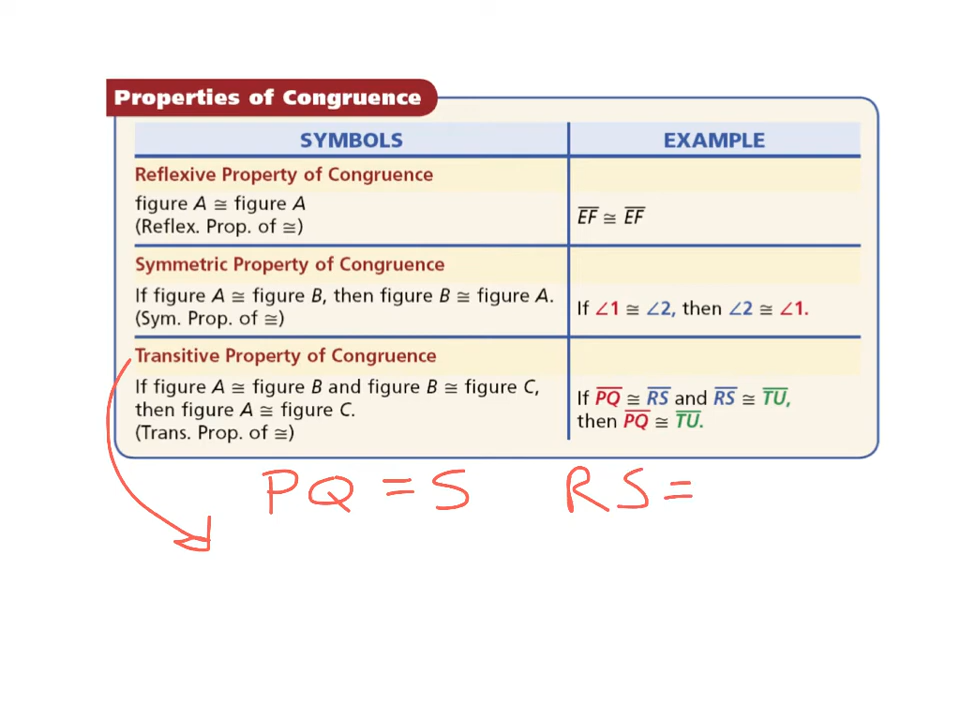 Properties of Congruence
SYMBOLS EXAMPLE
Reflexive Property of Congruence
figure A ≅ figure A
(Reflex. Prop. of ≅)
EF ≅ EF
Symmetric Property of Congruence
If figure A ≅ figure B, then figure B ≅ figure A.
(Sym. Prop. of ≅)
If ∠1 ≅ ∠2, then ∠2 ≅ ∠1.
Transitive Property of Congruence
If figure A ≅ figure B and figure B ≅ figure C,
then figure A ≅ figure C.
(Trans. Prop. of ≅)
If PQ ≅ RS and RS ≅ TU,
then PQ ≅ TU.
PQ = 5 RS =